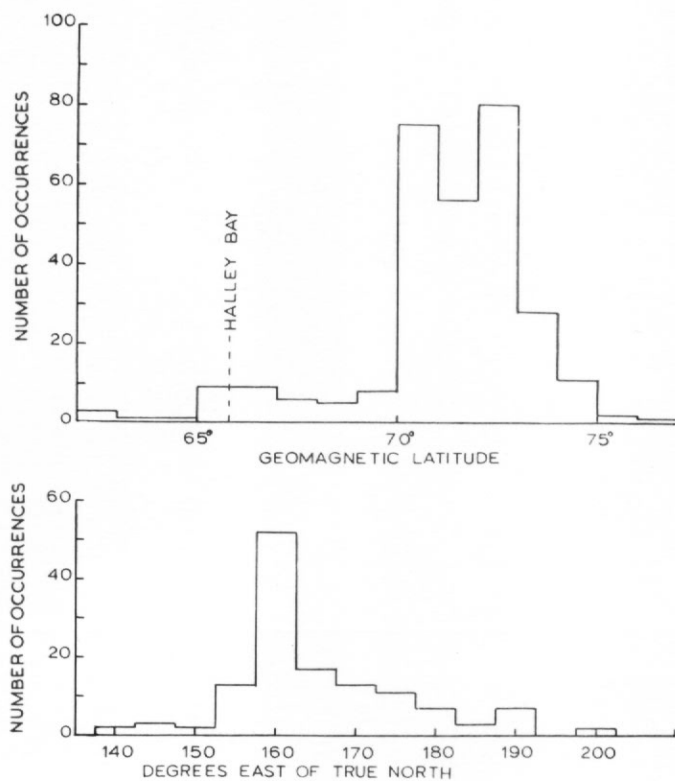 100
80
60
40
20
0
NUMBER OF OCCURRENCES
HALLEY BAY
65° 70° 75°
GEOMAGNETIC LATITUDE
60
40
20
0
NUMBER OF OCCURRENCES
140 150 160 170 180 190 200
DEGREES EAST OF TRUE NORTH